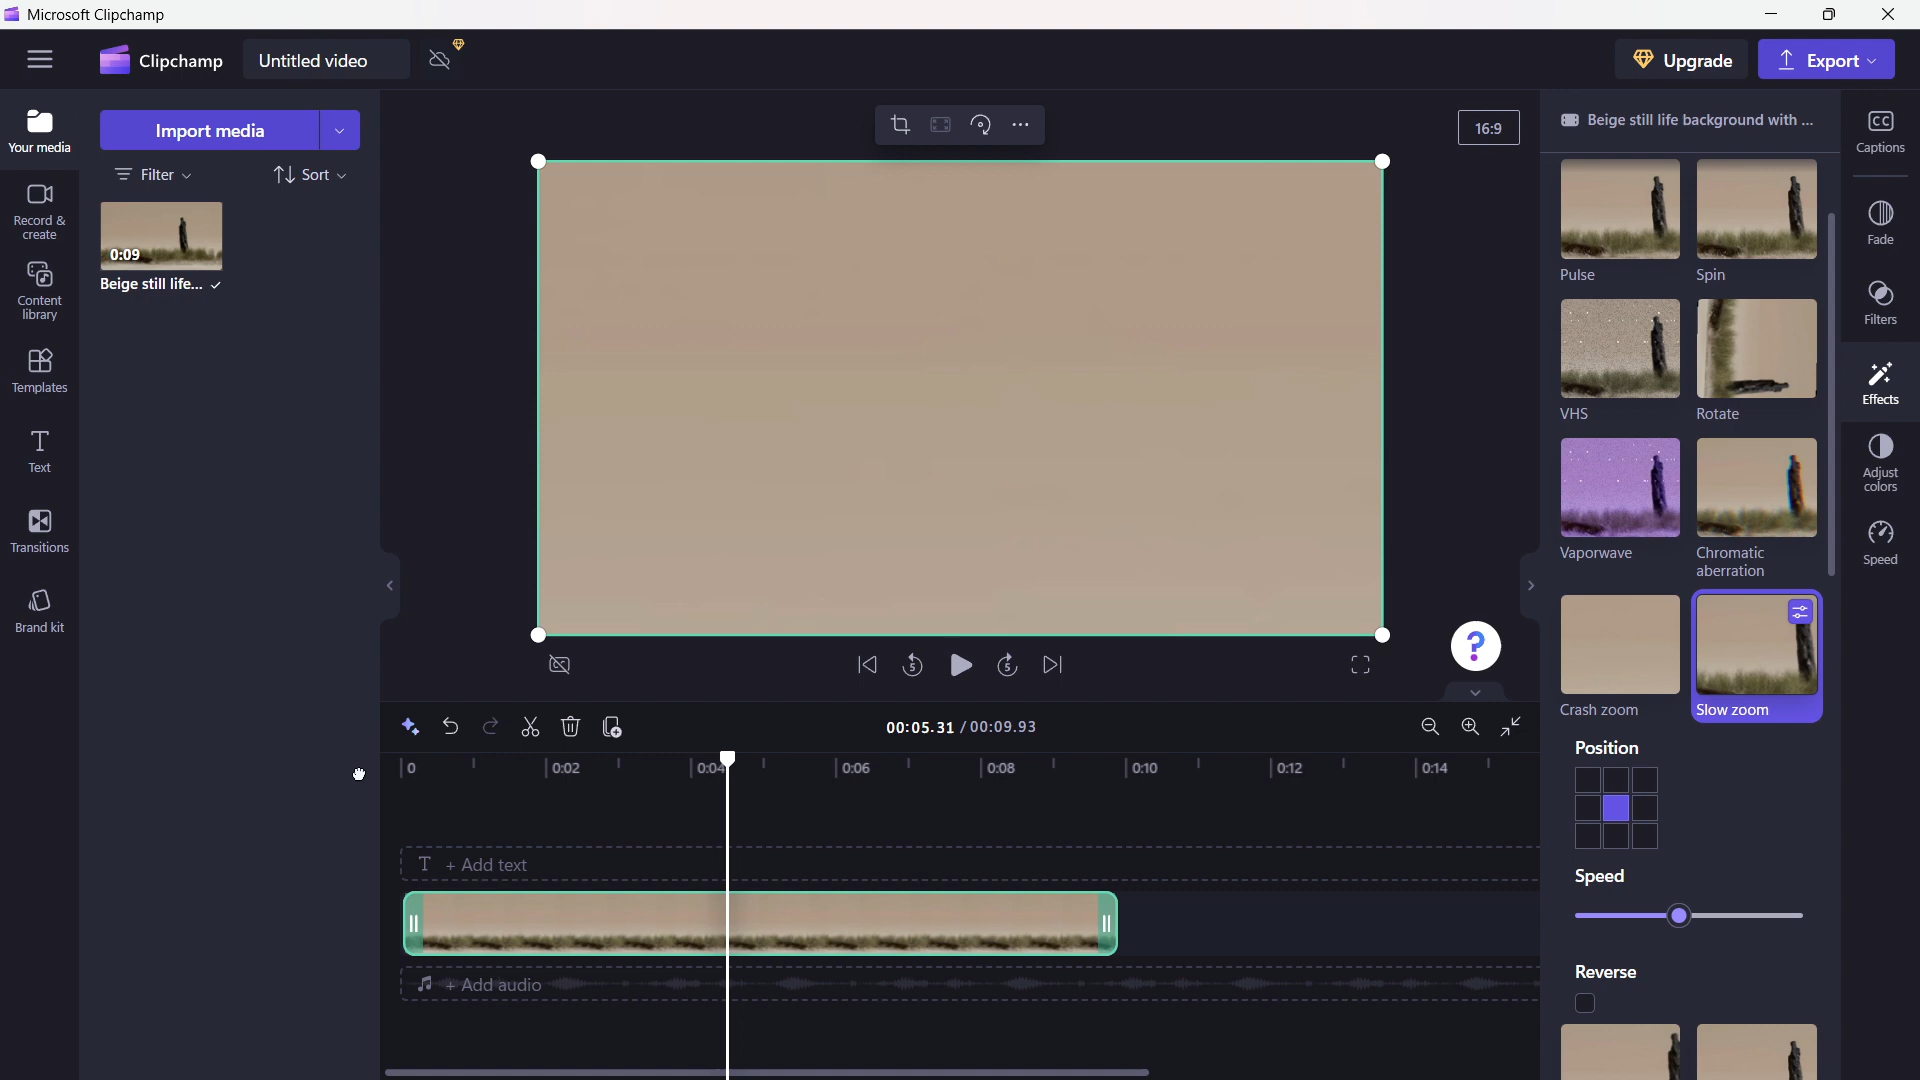 Microsoft Clipchamp
Clipchamp
Untitled video
Upgrade
Export
Your media
Record &
create
Content
library
Templates
Text
Transitions
Brand kit
Import media
Filter
Sort
0:09
Beige still life...
16:9
Beige still life background with ...
Pulse
Spin
VHS
Rotate
Vaporwave
Chromatic
aberration
Crash zoom
Slow zoom
Position
Speed
Reverse
CC
Captions
Fade
Filters
Effects
Adjust
colors
Speed
5
5
?
00:05.31 / 00:09.93
0
0:02
0:04
0:06
0:08
0:10
0:12
0:14
T + Add text
+ Add audio